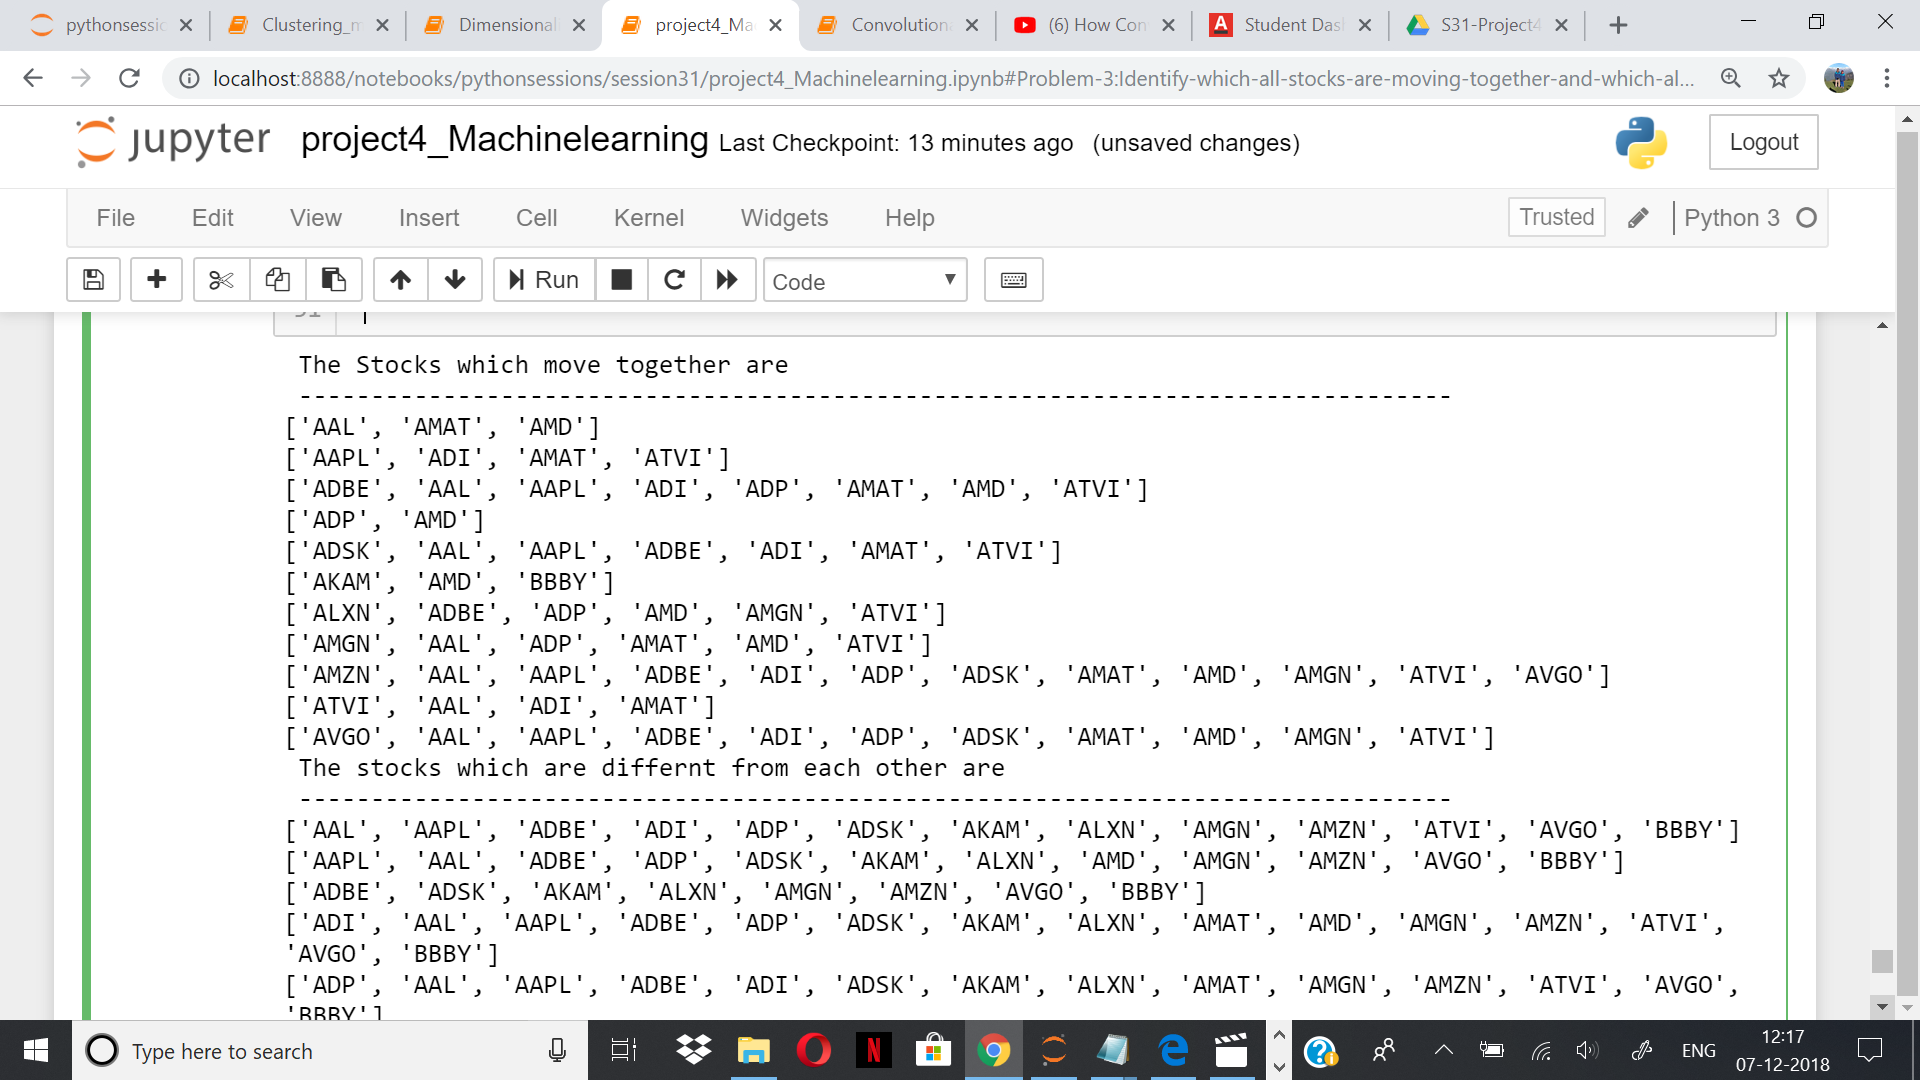 pythonsessic
Clustering_m
Dimensional
project4_Ma
Convolution
(6) How Con
Student Das
S31-Project4
localhost:8888/notebooks/pythonsessions/session31/project4_Machinelearning.ipynb#Problem-3:Identify-which-all-stocks-are-moving-together-and-which-al...
jupyter project4_Machinelearning Last Checkpoint: 13 minutes ago (unsaved changes)
Logout
File Edit View Insert Cell Kernel Widgets Help
Trusted Python 3
Run Code
The Stocks which move together are
--------------------------------------------------------------------------------
['AAL', 'AMAT', 'AMD']
['AAPL', 'ADI', 'AMAT', 'ATVI']
['ADBE', 'AAL', 'AAPL', 'ADI', 'ADP', 'AMAT', 'AMD', 'ATVI']
['ADP', 'AMD']
['ADSK', 'AAL', 'AAPL', 'ADBE', 'ADI', 'AMAT', 'ATVI']
['AKAM', 'AMD', 'BBBY']
['ALXN', 'ADBE', 'ADP', 'AMD', 'AMGN', 'ATVI']
['AMGN', 'AAL', 'ADP', 'AMAT', 'AMD', 'ATVI']
['AMZN', 'AAL', 'AAPL', 'ADBE', 'ADI', 'ADP', 'ADSK', 'AMAT', 'AMD', 'AMGN', 'ATVI', 'AVGO']
['ATVI', 'AAL', 'ADI', 'AMAT']
['AVGO', 'AAL', 'AAPL', 'ADBE', 'ADI', 'ADP', 'ADSK', 'AMAT', 'AMD', 'AMGN', 'ATVI']
The stocks which are differnt from each other are
--------------------------------------------------------------------------------
['AAL', 'AAPL', 'ADBE', 'ADI', 'ADP', 'ADSK', 'AKAM', 'ALXN', 'AMGN', 'AMZN', 'ATVI', 'AVGO', 'BBBY']
['AAPL', 'AAL', 'ADBE', 'ADP', 'ADSK', 'AKAM', 'ALXN', 'AMD', 'AMGN', 'AMZN', 'AVGO', 'BBBY']
['ADBE', 'ADSK', 'AKAM', 'ALXN', 'AMGN', 'AMZN', 'AVGO', 'BBBY']
['ADI', 'AAL', 'AAPL', 'ADBE', 'ADP', 'ADSK', 'AKAM', 'ALXN', 'AMAT', 'AMD', 'AMGN', 'AMZN', 'ATVI',
'AVGO', 'BBBY']
['ADP', 'AAL', 'AAPL', 'ADBE', 'ADI', 'ADSK', 'AKAM', 'ALXN', 'AMAT', 'AMGN', 'AMZN', 'ATVI', 'AVGO',
'BBBY']
Type here to search
ENG
12:17
07-12-2018